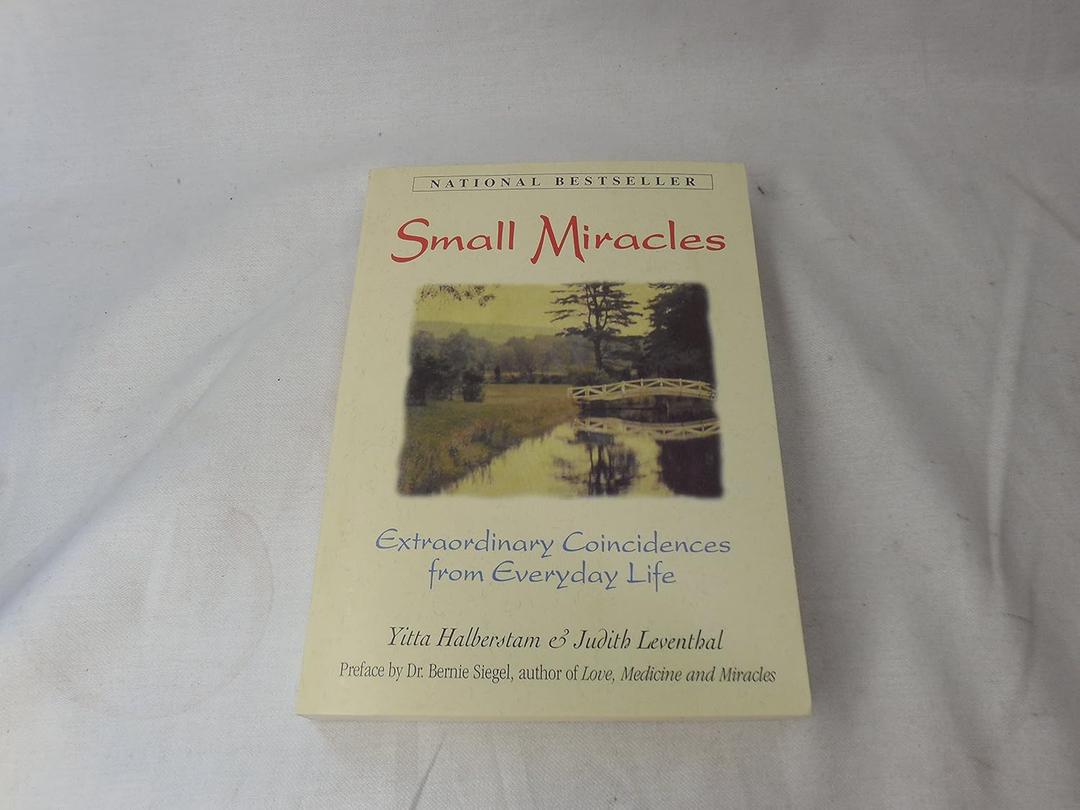 NATIONAL BESTSELLER
Small Miracles
Extraordinary Coincidences
from Everyday Life
Yitta Halberstam & Judith Leventhal
Preface by Dr. Bernie Siegel, author of Love, Medicine and Miracles